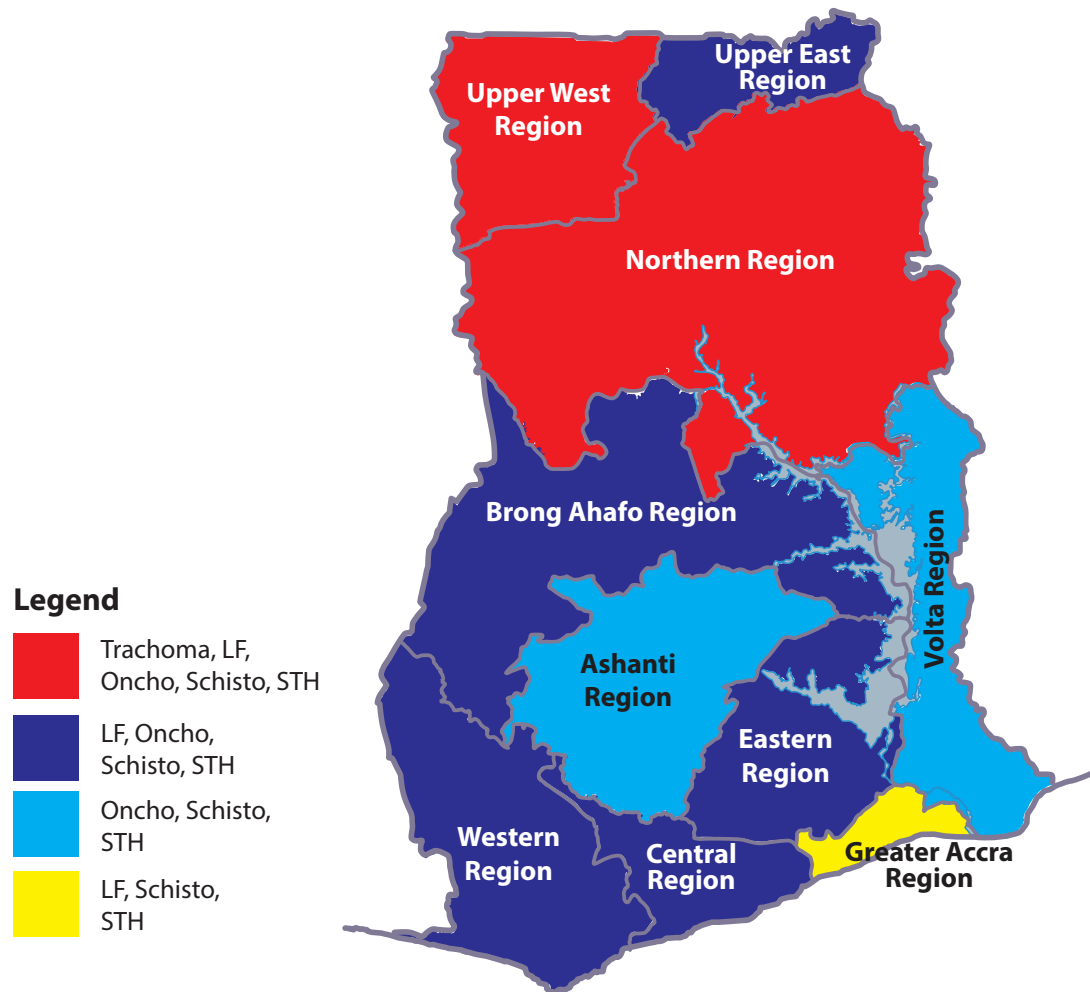 Upper East
Region
Upper West
Region
Northern Region
Brong Ahafo Region
Volta Region
Ashanti
Region
Eastern
Region
Western
Region
Central
Region
Greater Accra
Region
Legend
Trachoma, LF,
Oncho, Schisto, STH
LF, Oncho,
Schisto, STH
Oncho, Schisto,
STH
LF, Schisto,
STH